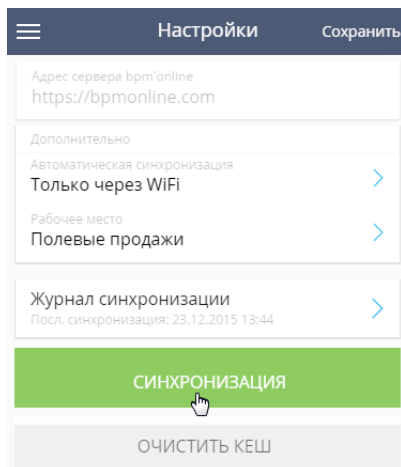 Настройки
Сохранить
Адрес сервера bpm'online
https://bpmonline.com
Дополнительно
Автоматическая синхронизация
Только через WiFi
Рабочее место
Полевые продажи
Журнал синхронизации
Посл. синхронизация: 23.12.2015 13:44
СИНХРОНИЗАЦИЯ
ОЧИСТИТЬ КЕШ